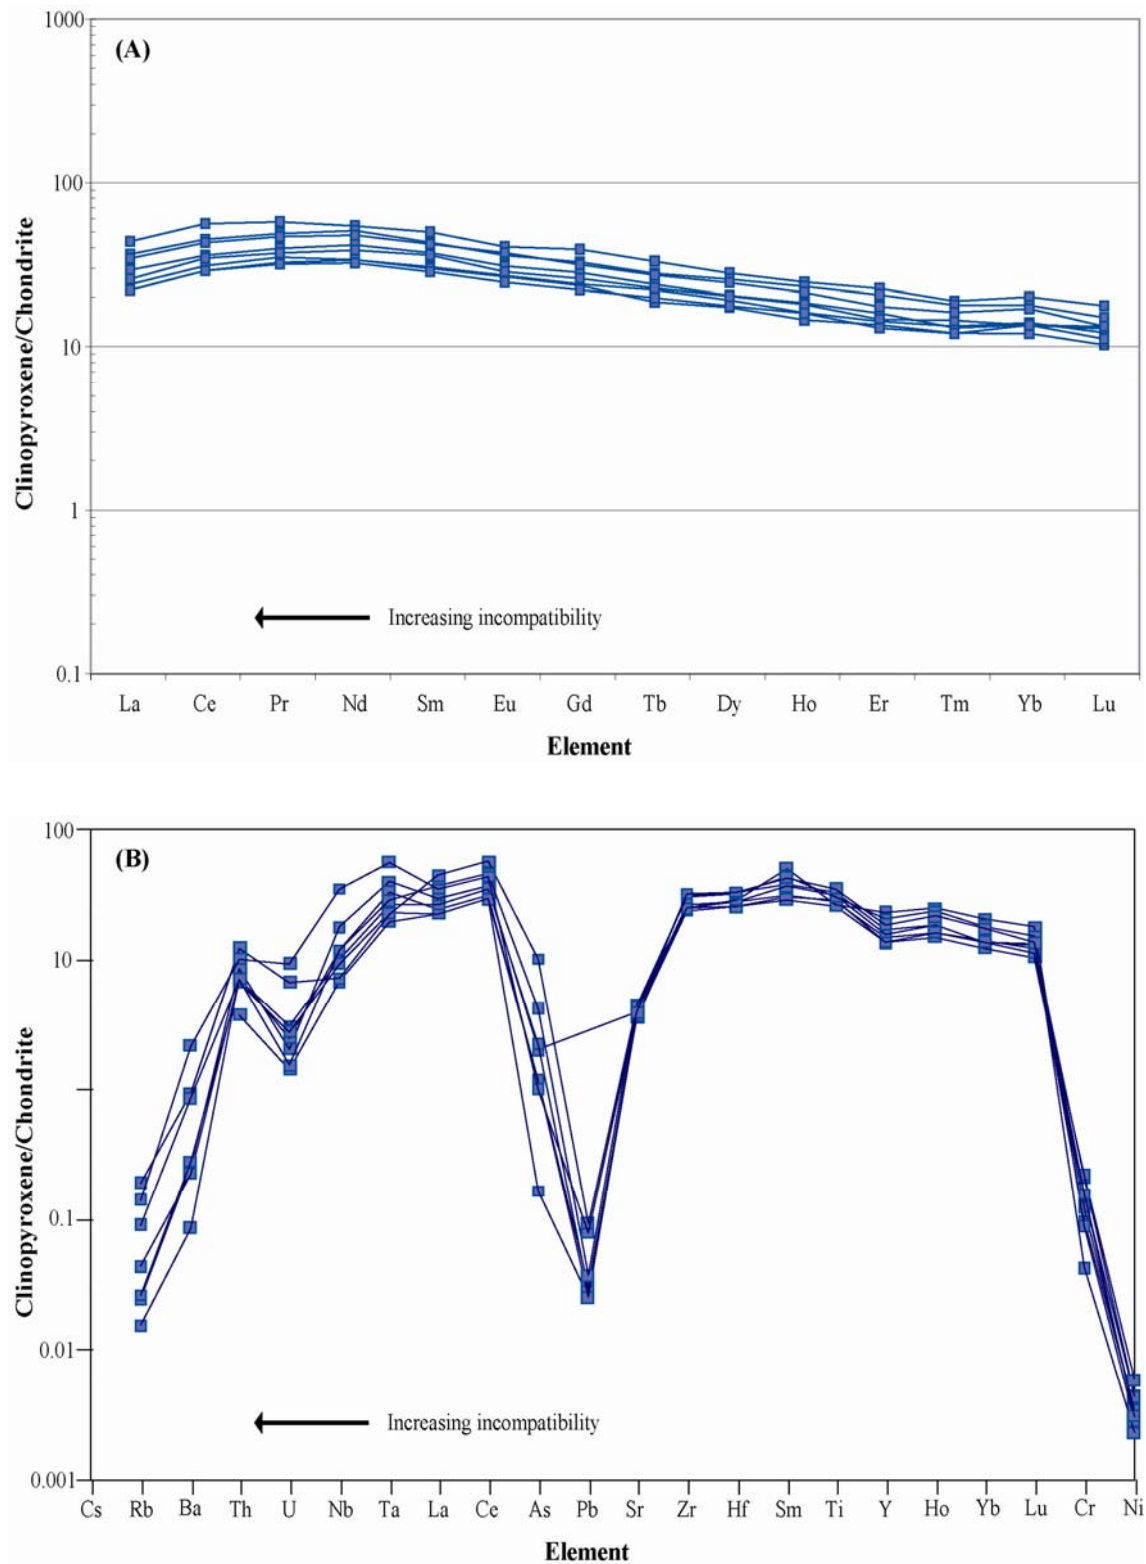 (A)
1000
100
10
1
0.1
Clinopyroxene/Chondrite
Increasing incompatibility
La Ce Pr Nd Sm Eu Gd Tb Dy Ho Er Tm Yb Lu
Element
(B)
100
10
0.1
0.01
0.001
Clinopyroxene/Chondrite
Increasing incompatibility
Cs Rb Ba Th U Nb Ta La Ce As Pb Sr Zr Hf Sm Ti Y Ho Yb Lu Cr Ni
Element